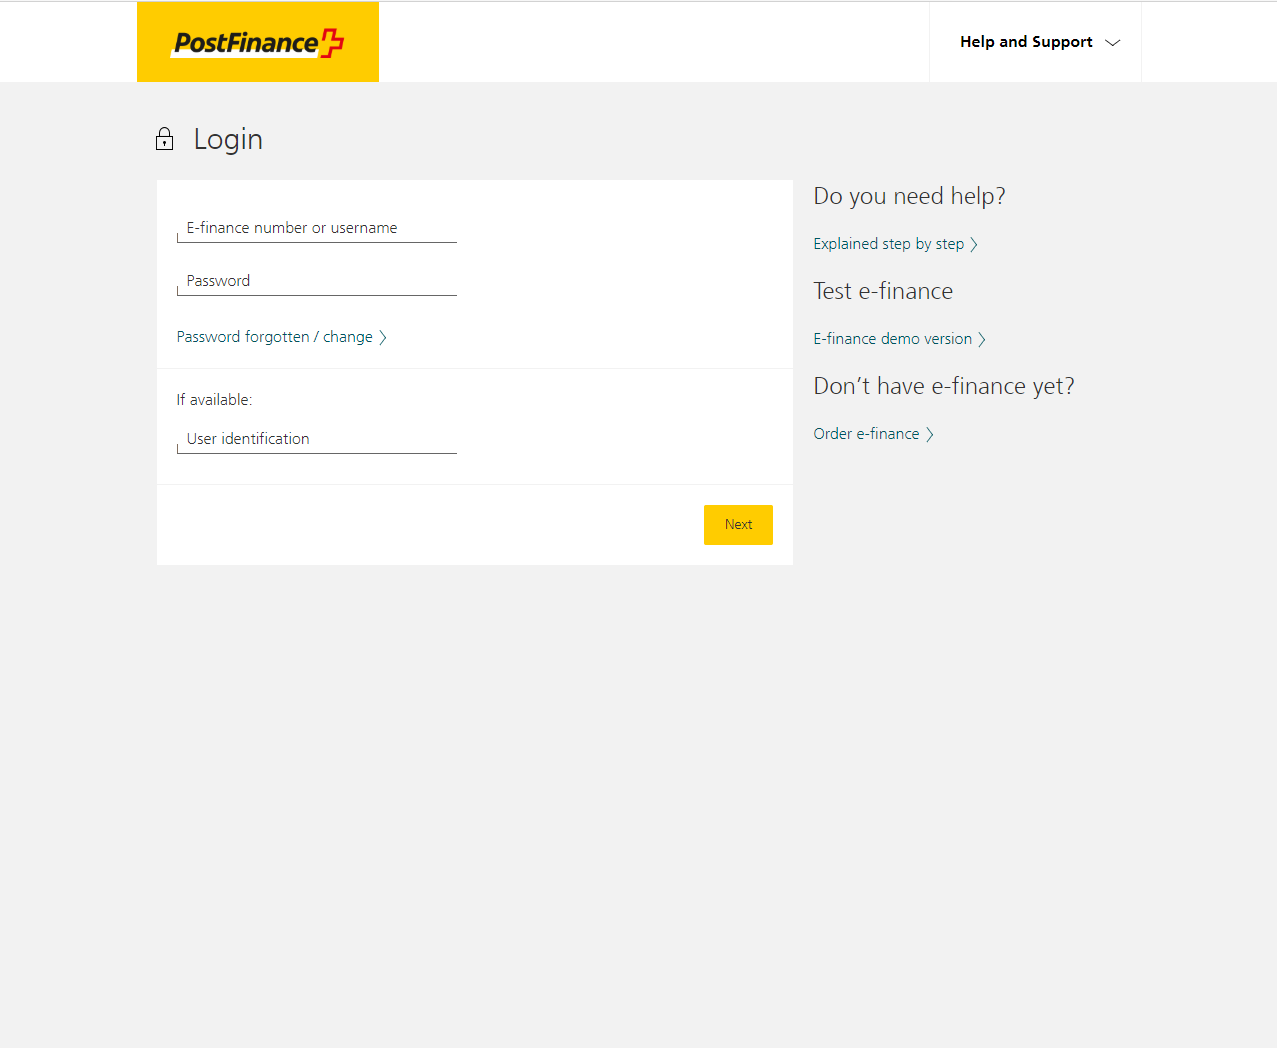 PostFinance
Help and Support
Login
E-finance number or username
Password
Password forgotten / change
If available:
User identification
Next
Do you need help?
Explained step by step
Test e-finance
E-finance demo version
Don’t have e-finance yet?
Order e-finance